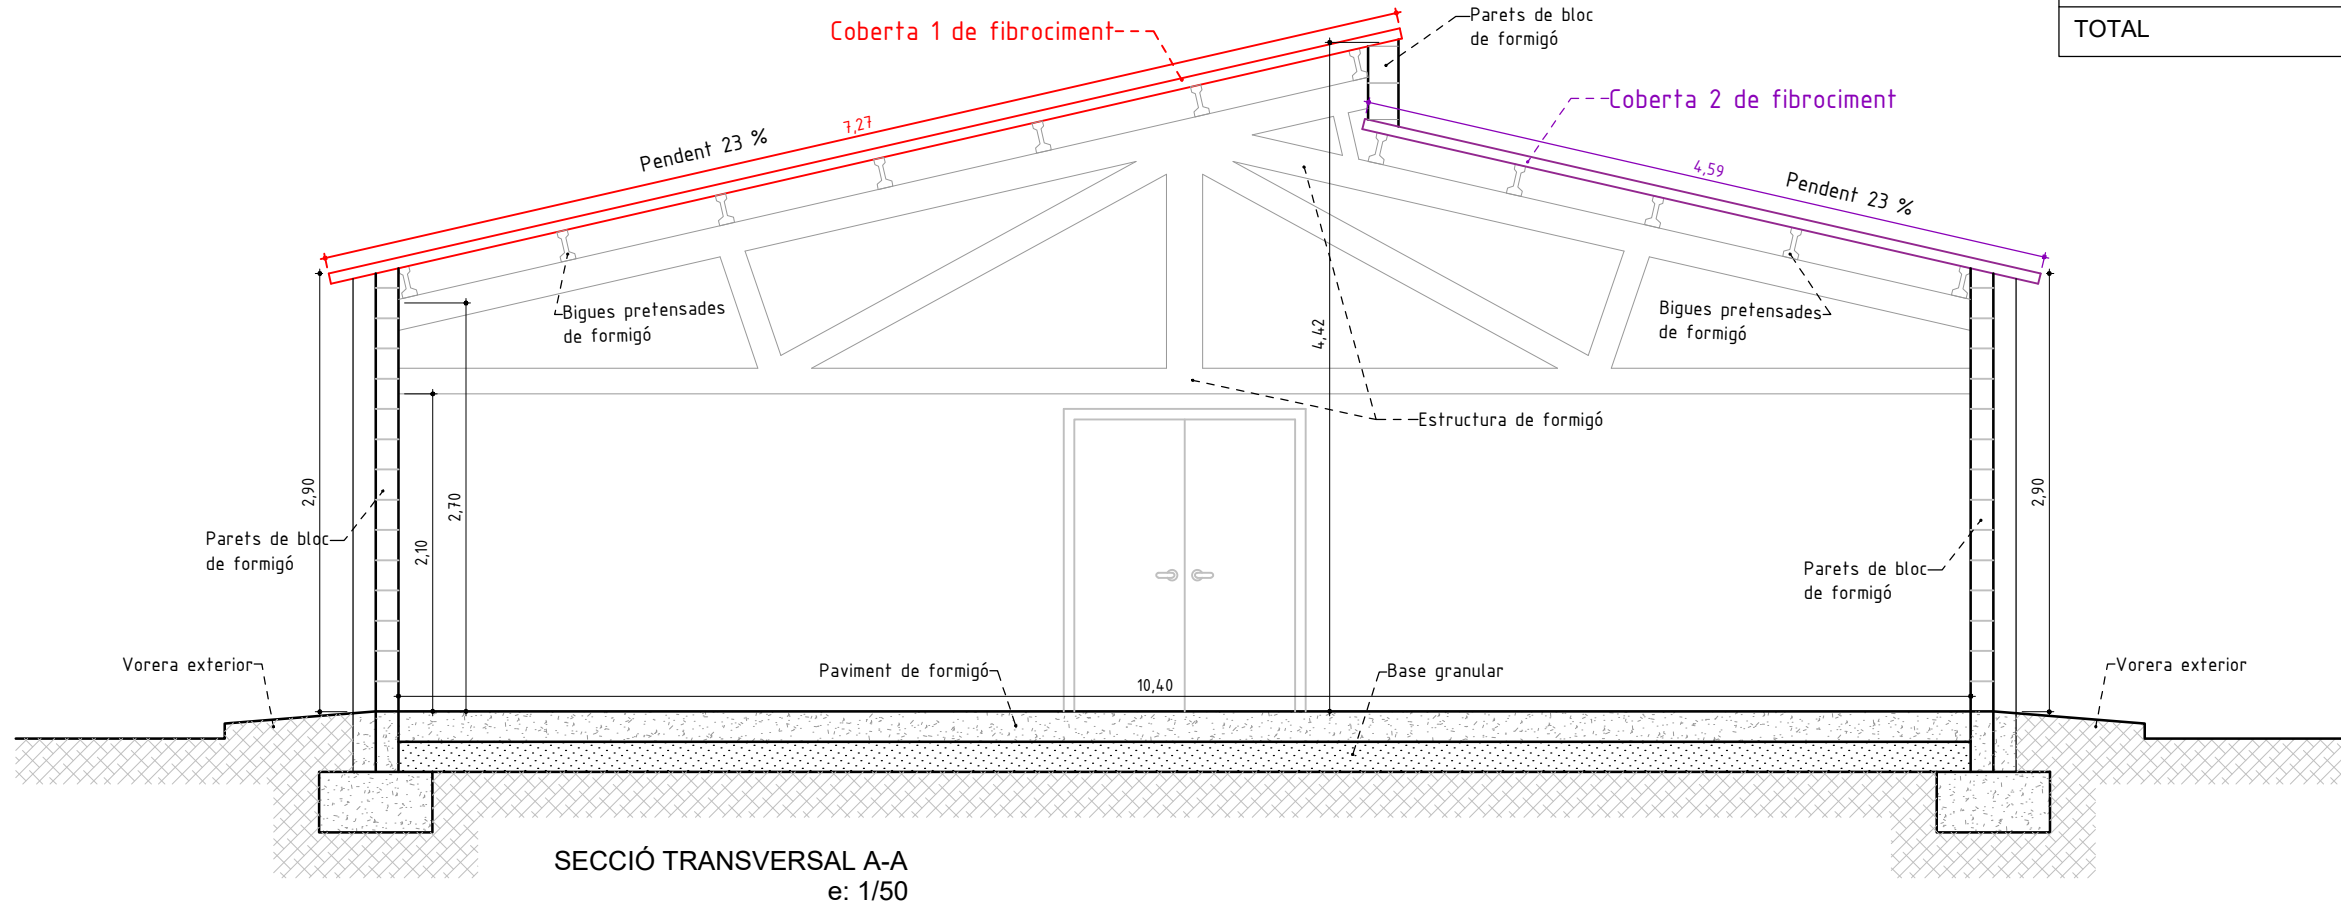 Parets de bloc
de formigó
TOTAL
Coberta 1 de fibrociment
Coberta 2 de fibrociment
7,27
Pendent 23 %
4,59
Pendent 23 %
Bigues pretensades
de formigó
Bigues pretensades
de formigó
4,42
Estructura de formigó
2,90
2,70
2,10
2,90
Parets de bloc
de formigó
Parets de bloc
de formigó
Vorera exterior
Paviment de formigó
10,40
Base granular
Vorera exterior
SECCIÓ TRANSVERSAL A-A
e: 1/50